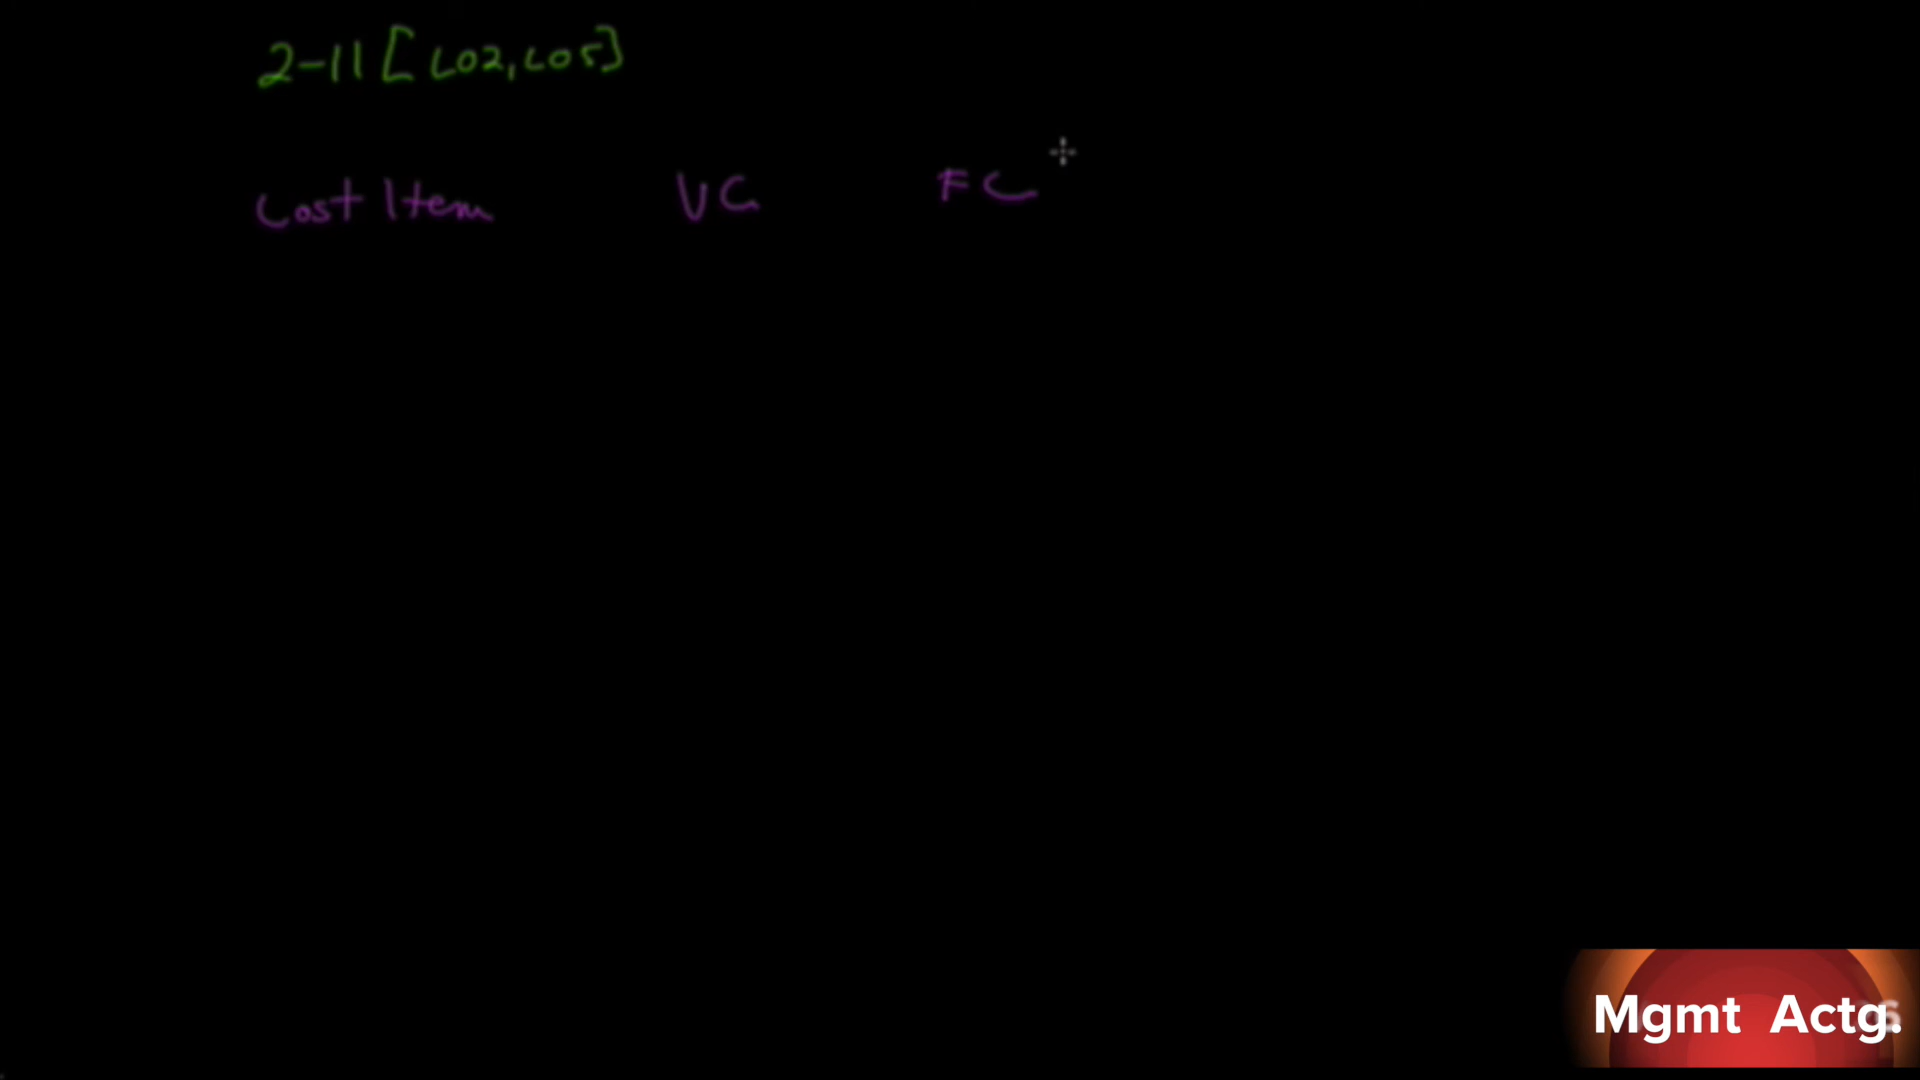 2-11 [LO2, LO5]
Cost Item VC FC
Mgmt Actg.